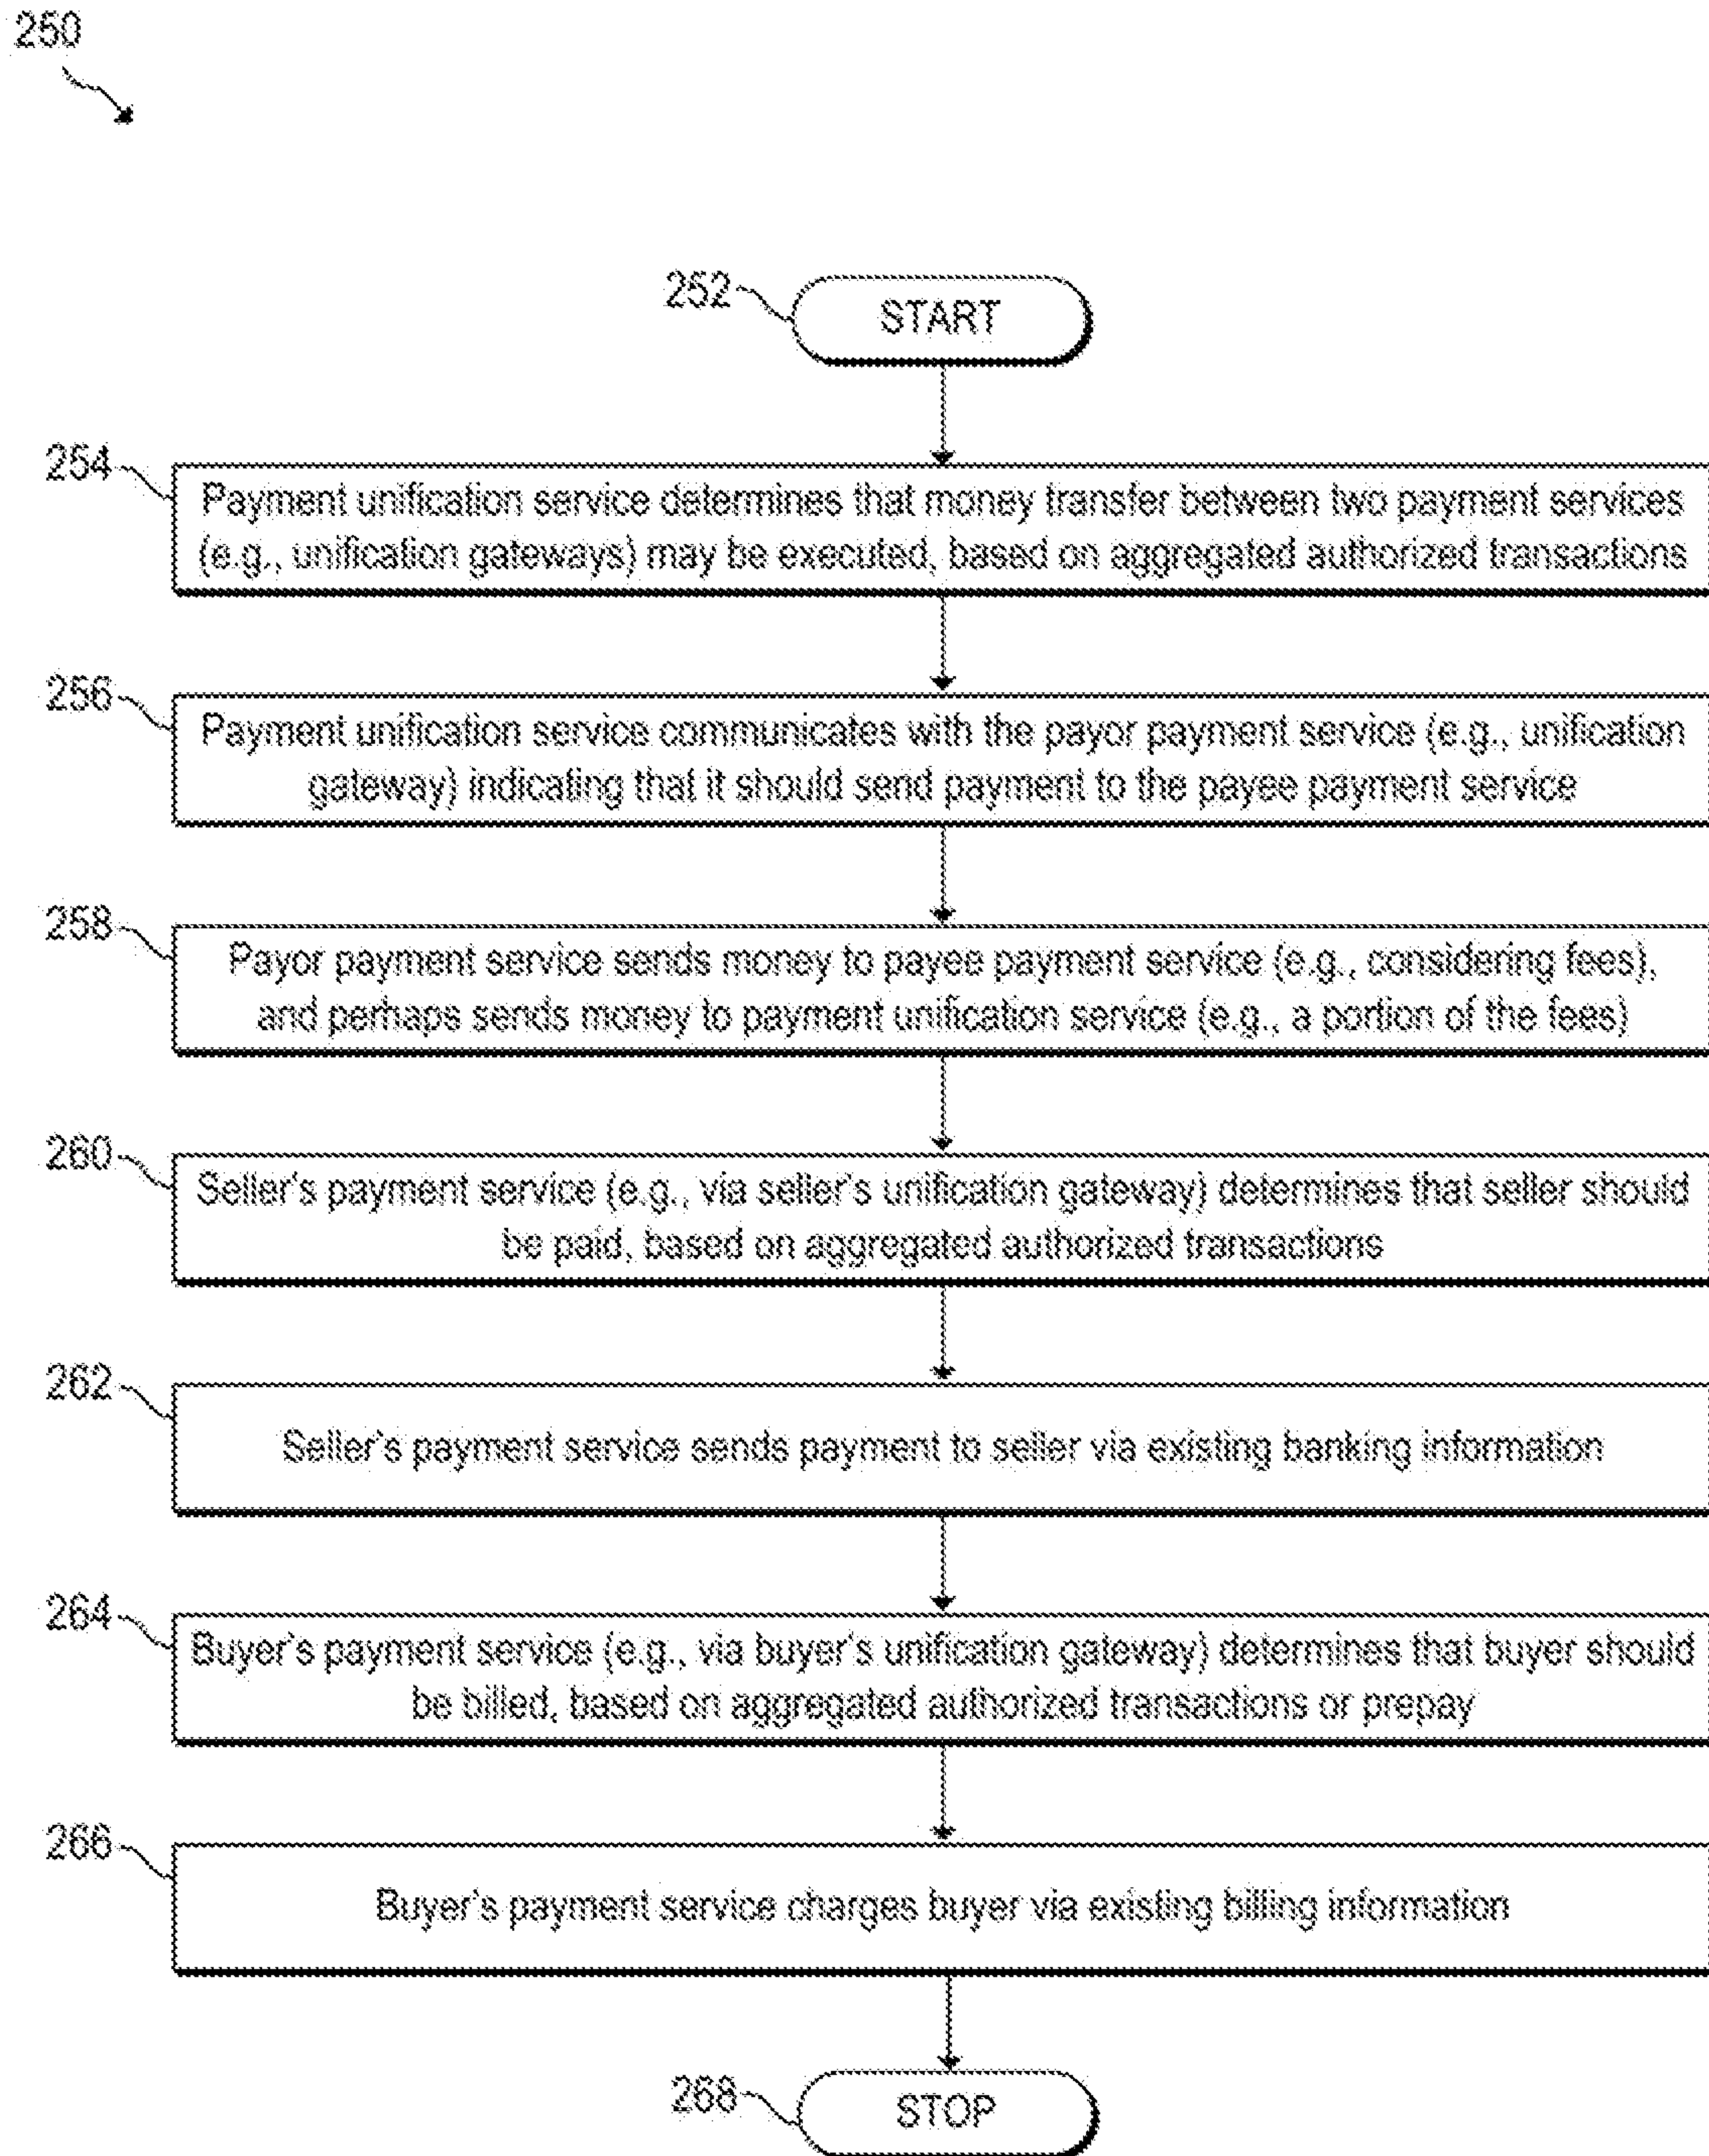 250
252
START
254
Payment unification service determines that money transfer between two payment services
(e.g., unification gateways) may be executed, based on aggregated authorized transactions
256
Payment unification service communicates with the payor payment service (e.g., unification
gateway) indicating that it should send payment to the payee payment service
258
Payor payment service sends money to payee payment service (e.g., considering fees),
and perhaps sends money to payment unification service (e.g., a portion of the fees)
260
Seller's payment service (e.g., via seller's unification gateway) determines that seller should
be paid, based on aggregated authorized transactions
262
Seller's payment service sends payment to seller via existing banking information
264
Buyer's payment service (e.g., via buyer's unification gateway) determines that buyer should
be billed, based on aggregated authorized transactions or prepay
266
Buyer's payment service charges buyer via existing billing information
268
STOP